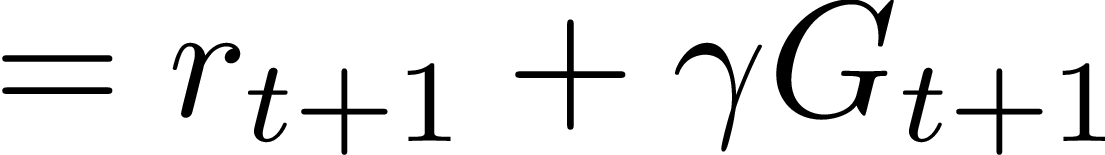 = r_{t+1} + γG_{t+1}